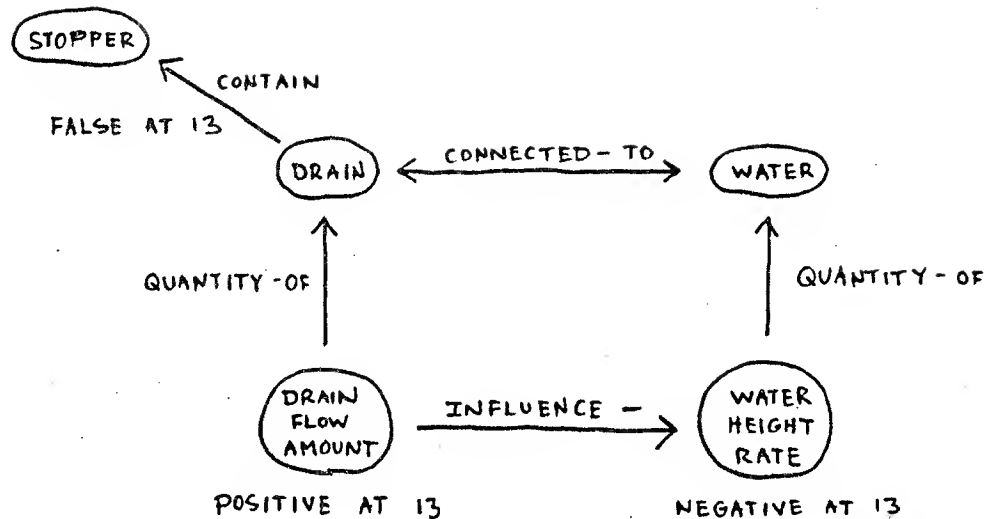 STOPPER
CONTAIN
FALSE AT 13
DRAIN
CONNECTED-TO
WATER
QUANTITY-OF
QUANTITY-OF
DRAIN
FLOW
AMOUNT
INFLUENCE -
WATER
HEIGHT
RATE
POSITIVE AT 13
NEGATIVE AT 13